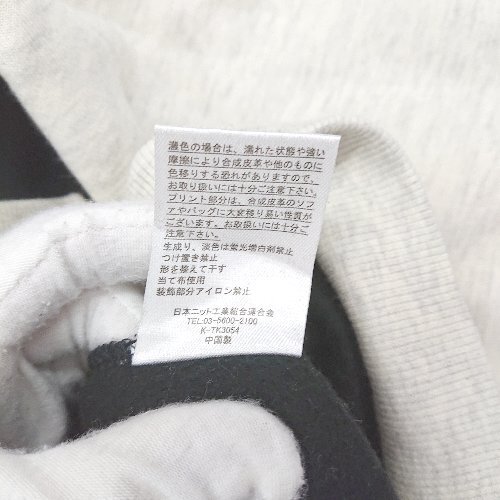 濃色の場合は、濡れた状態や強い
摩擦により合成皮革や他のものに
色移りする恐れがありますので、
お取り扱いには十分ご注意下さい。
プリント部分は、合成皮革のソファ
ァやバッグに大変移り易い性質が
ございます。お取扱いには十分ご
注意下さい。
生成り、淡色は蛍光増白剤禁止
つけ置き禁止
形を整えて干す
当て布使用
装飾部分アイロン禁止
日本ニット工業組合連合会
TEL:03-5600-2100
K-TK3054
中国製